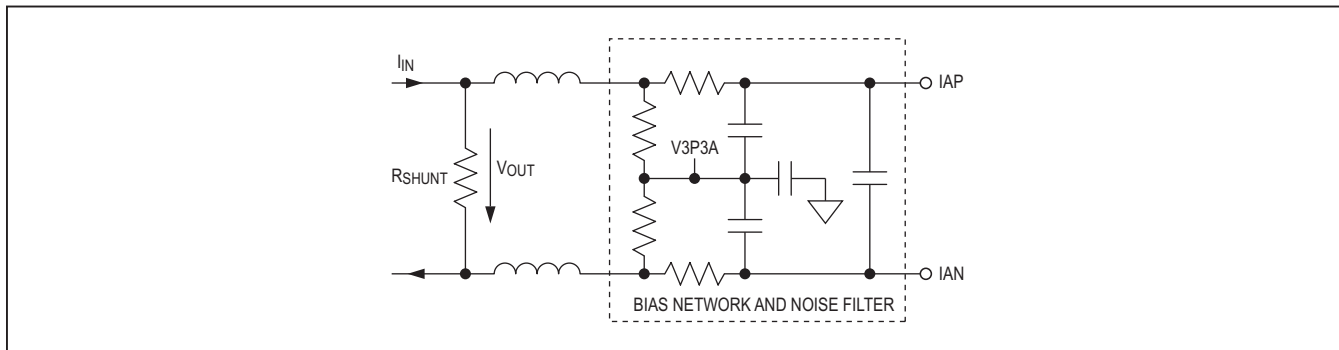 IIN
IAP
V3P3A
RSHUNT
VOUT
IAN
BIAS NETWORK AND NOISE FILTER